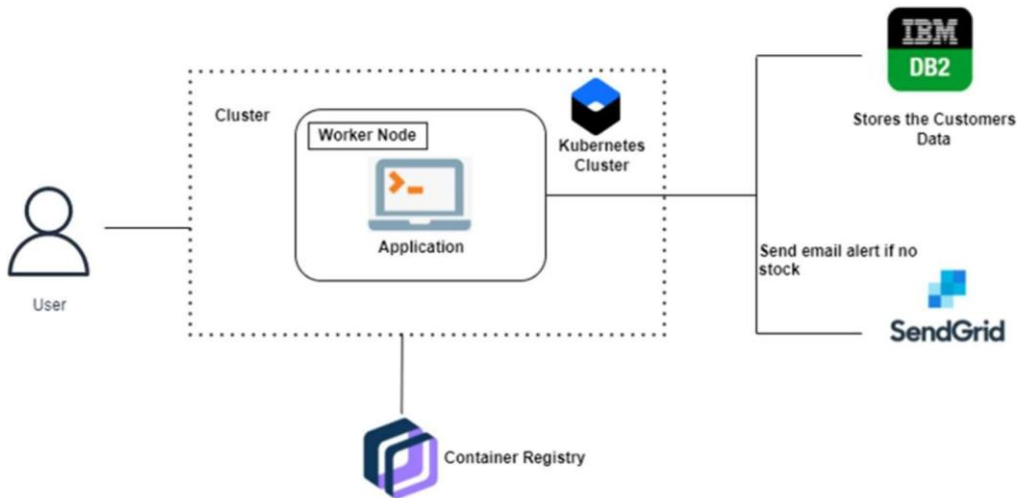 Cluster
Worker Node
Application
Kubernetes
Cluster
User
Container Registry
IBM
DB2
Stores the Customers
Data
Send email alert if no
stock
SendGrid